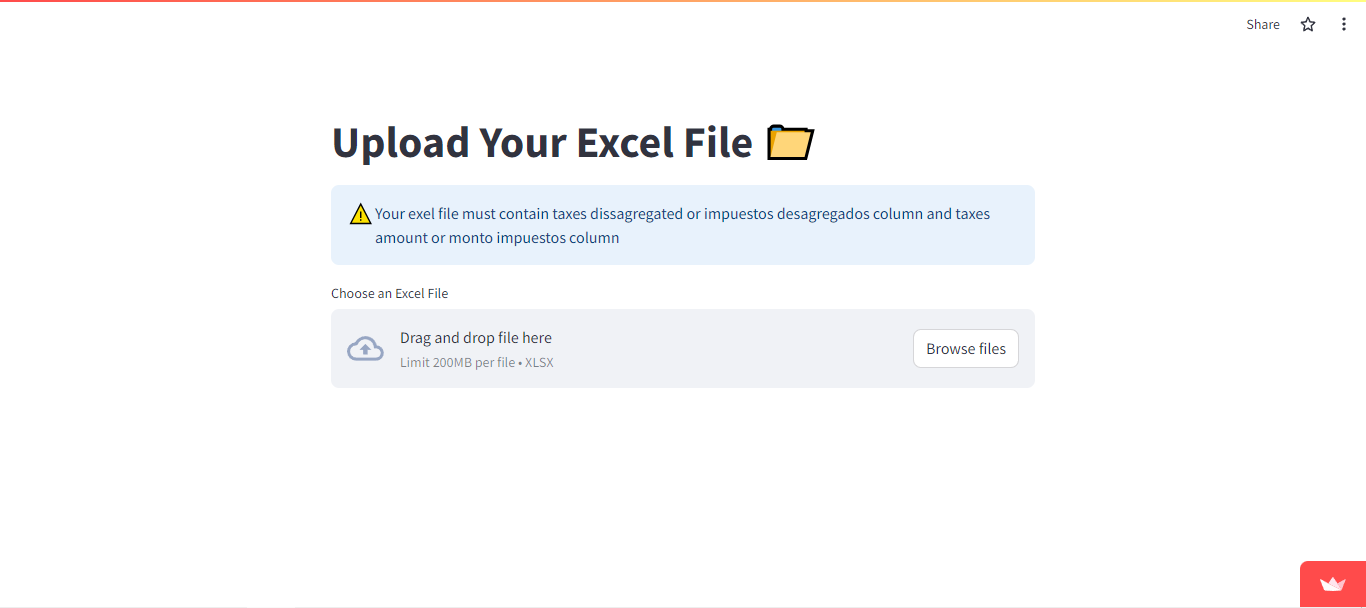 Share
Upload Your Excel File
Your exel file must contain taxes dissagregated or impuestos desagregados column and taxes
amount or monto impuestos column
Choose an Excel File
Drag and drop file here
Limit 200MB per file • XLSX
Browse files